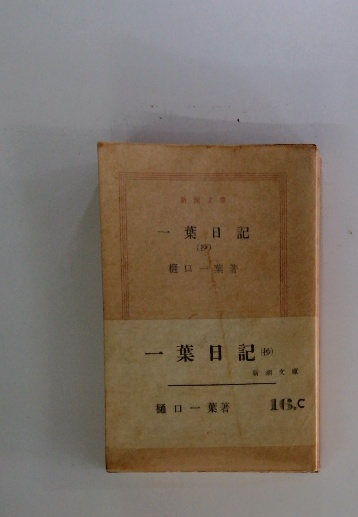 新潮文庫
一葉日記
(抄)
樋口一葉著
一葉日記(抄)
新潮文庫
樋口一葉著
16.C